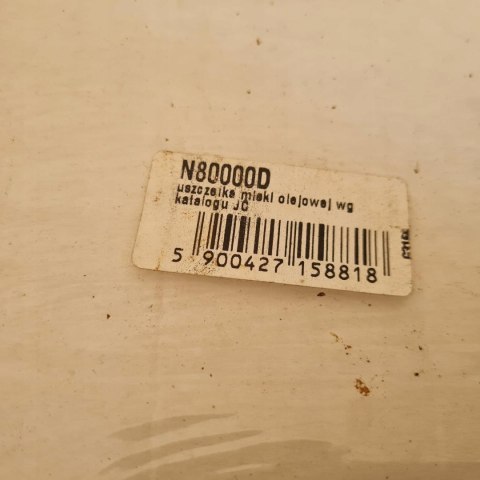 N80000D
uszczelka miski olejowej wg
katalogu JC
5 900427 158818